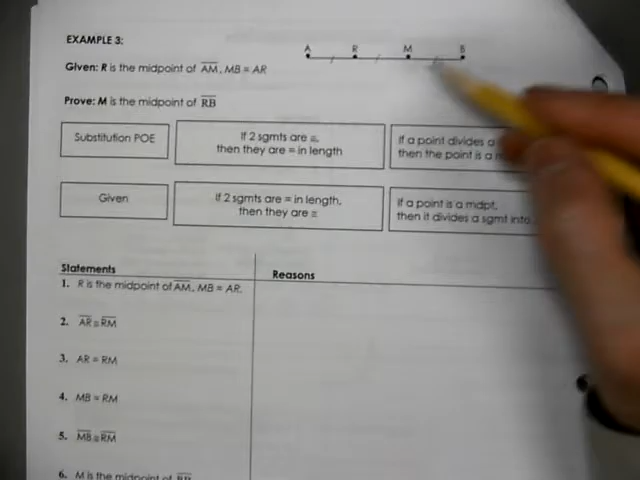 EXAMPLE 3:
A R M B
Given: R is the midpoint of AM, MB = AR
Prove: M is the midpoint of RB
Substitution POE
If 2 sgmts are ≅,
then they are = in length
If a point divides a
then the point is a
Given
If 2 sgmts are = in length,
then they are ≅
If a point is a mdpt,
then it divides a sgmt into
Statements
Reasons
1. R is the midpoint of AM, MB = AR.
2. AR ≅ RM
3. AR = RM
4. MB = RM
5. MB ≅ RM
6. M is the midpoint of RB